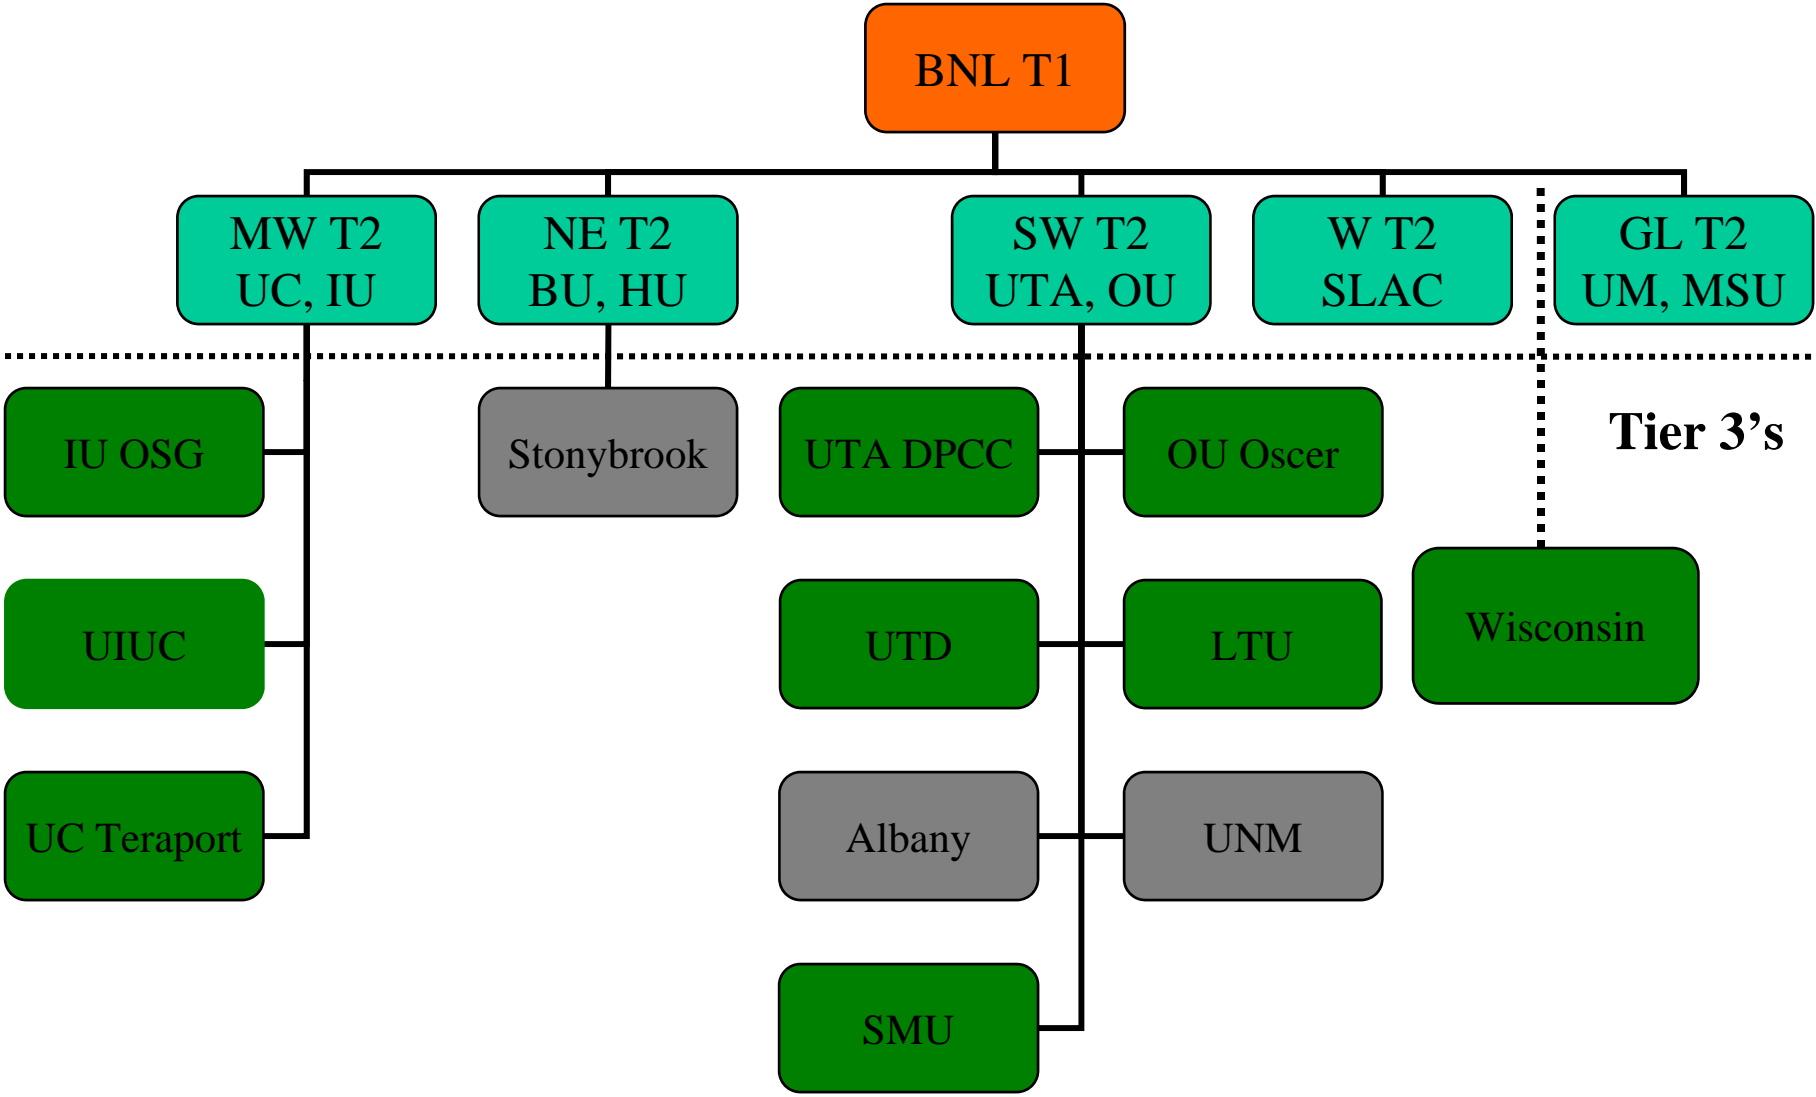 BNL T1
MW T2
UC, IU
NE T2
BU, HU
SW T2
UTA, OU
W T2
SLAC
GL T2
UM, MSU
Tier 3’s
IU OSG
Stonybrook
UTA DPCC
OU Oscer
UIUC
UTD
LTU
Wisconsin
UC Teraport
Albany
UNM
SMU